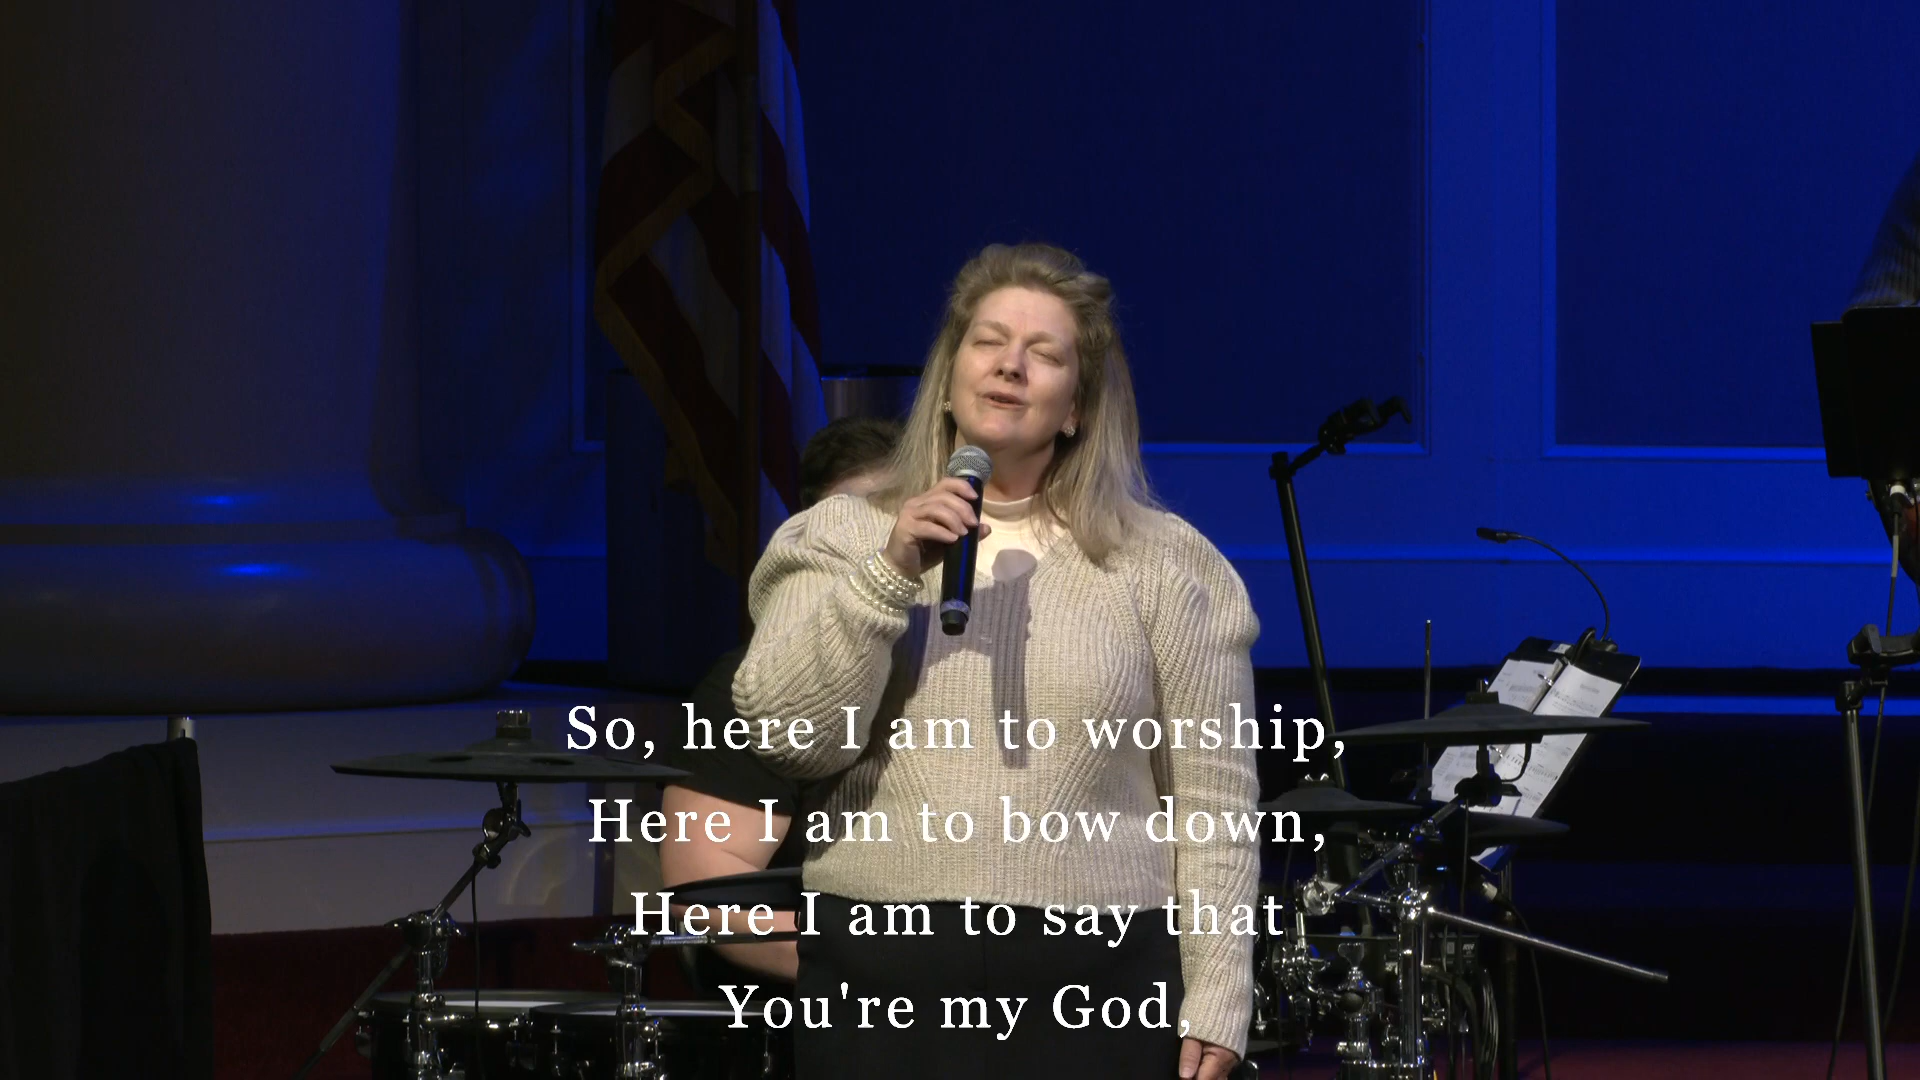 So, here I am to worship,
Here I am to bow down,
Here I am to say that
You're my God,